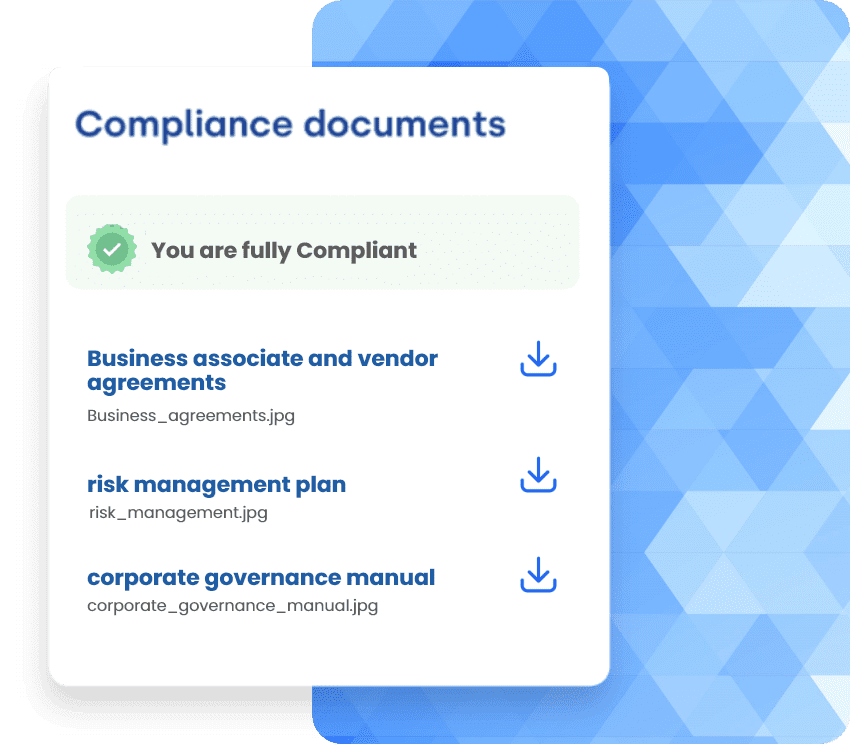 Compliance documents
You are fully Compliant
Business associate and vendor
agreements
Business_agreements.jpg
risk management plan
risk_management.jpg
corporate governance manual
corporate_governance_manual.jpg